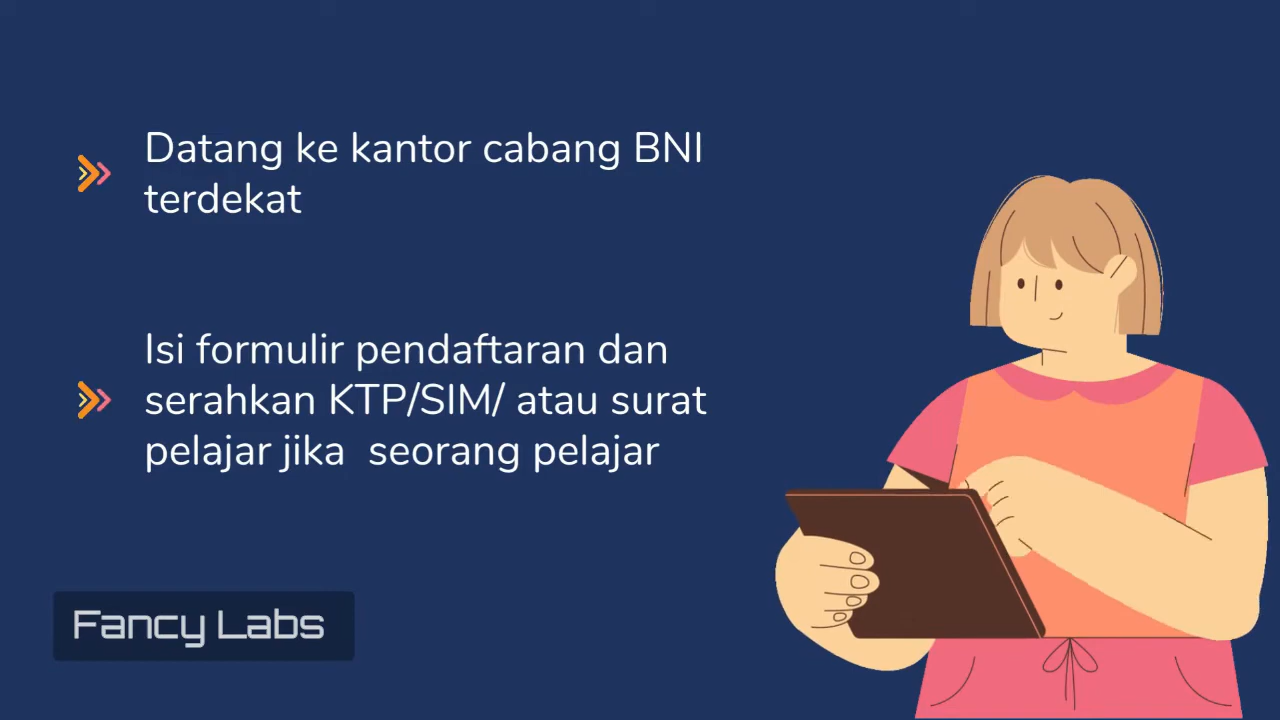 Datang ke kantor cabang BNI
terdekat
Isi formulir pendaftaran dan
serahkan KTP/SIM/ atau surat
pelajar jika  seorang pelajar
Fancy Labs